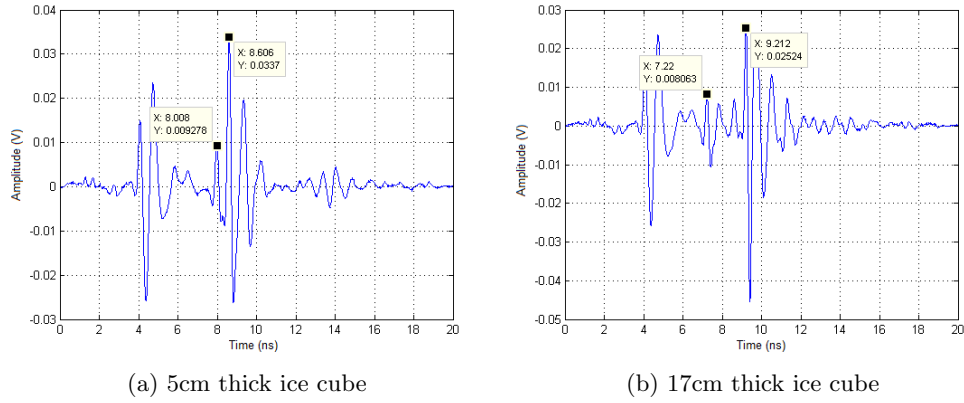 0.04
0.03
0.02
0.01
0
-0.01
-0.02
-0.03
Amplitude (V)
X: 8.606
Y: 0.0337
X: 8.008
Y: 0.009278
0 2 4 6 8 10 12 14 16 18 20
Time (ns)
(a) 5cm thick ice cube
0.03
0.02
0.01
0
-0.01
-0.02
-0.03
-0.04
-0.05
Amplitude (V)
X: 9.212
Y: 0.02524
X: 7.22
Y: 0.008063
0 2 4 6 8 10 12 14 16 18 20
Time (ns)
(b) 17cm thick ice cube